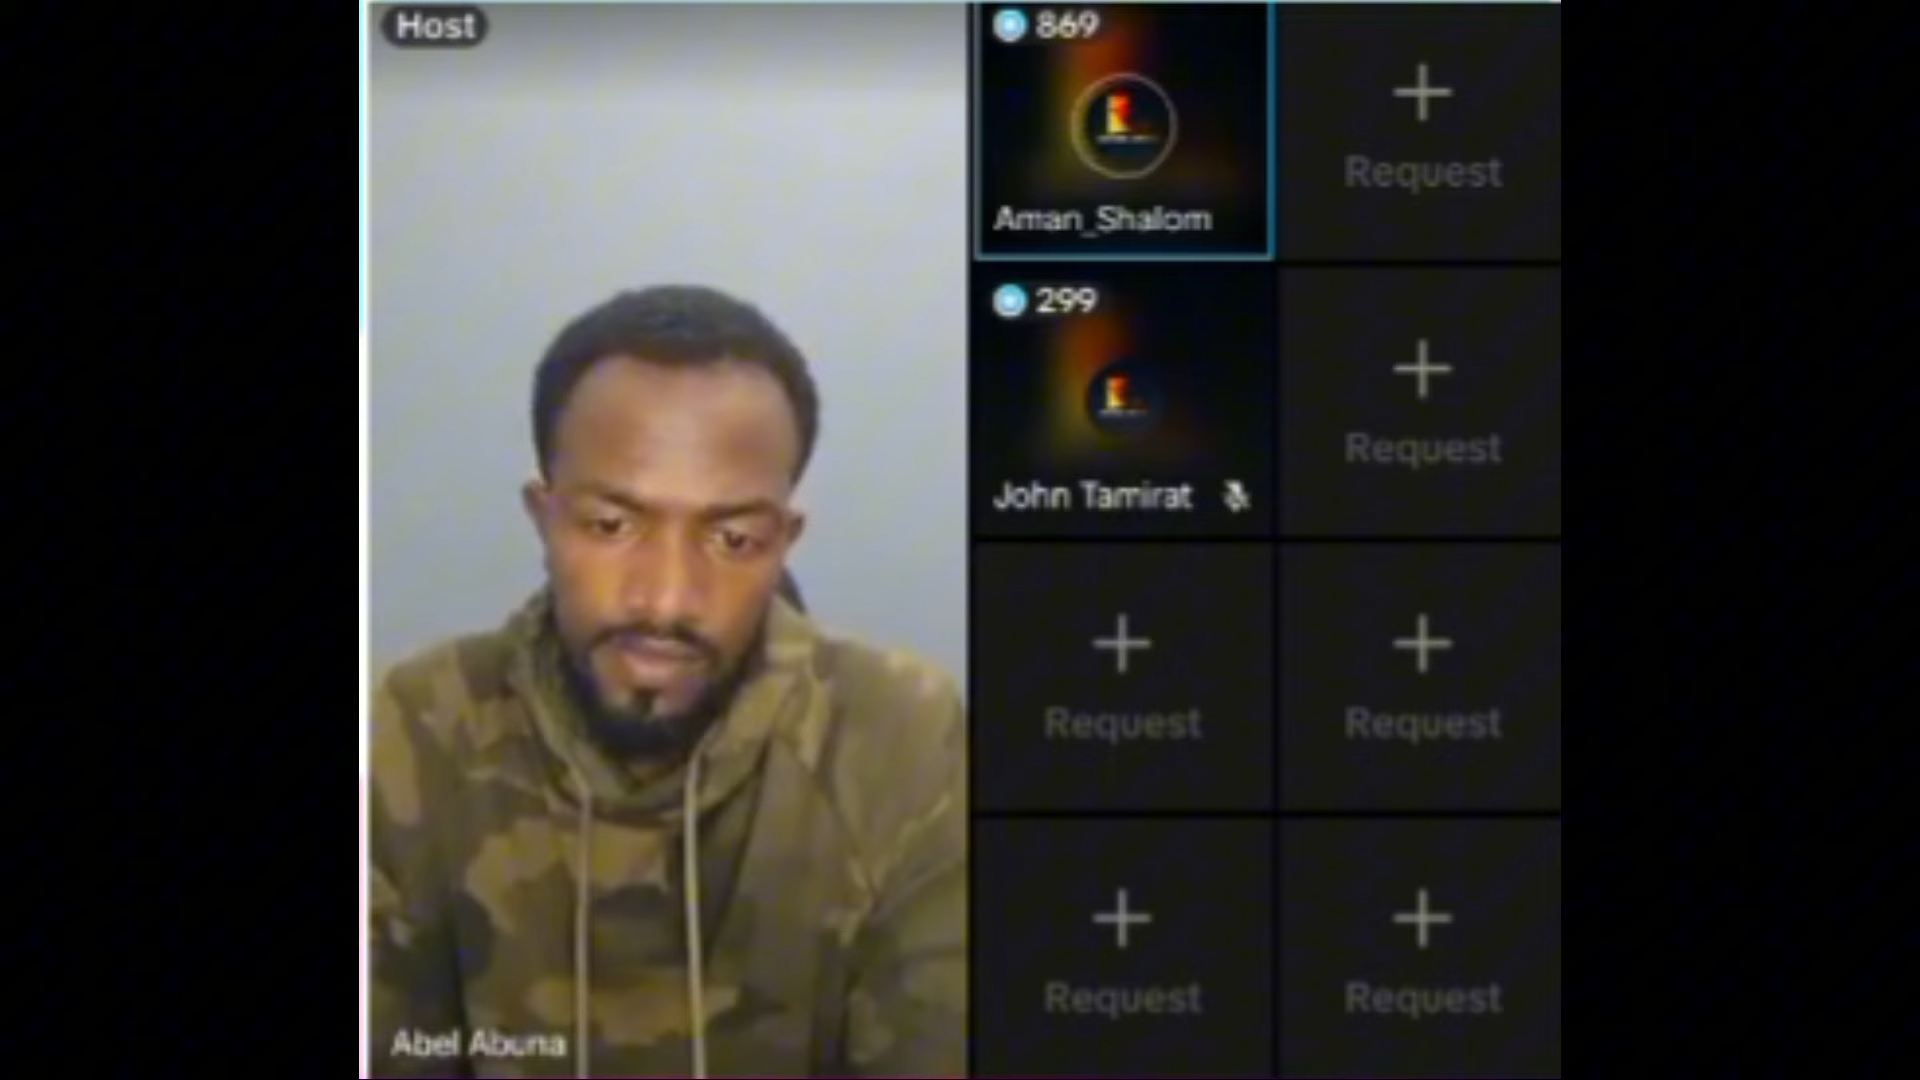 Host
869
Request
Aman_Shalom
299
Request
John Tamirat
Request
Request
Request
Request
Abel Abuna